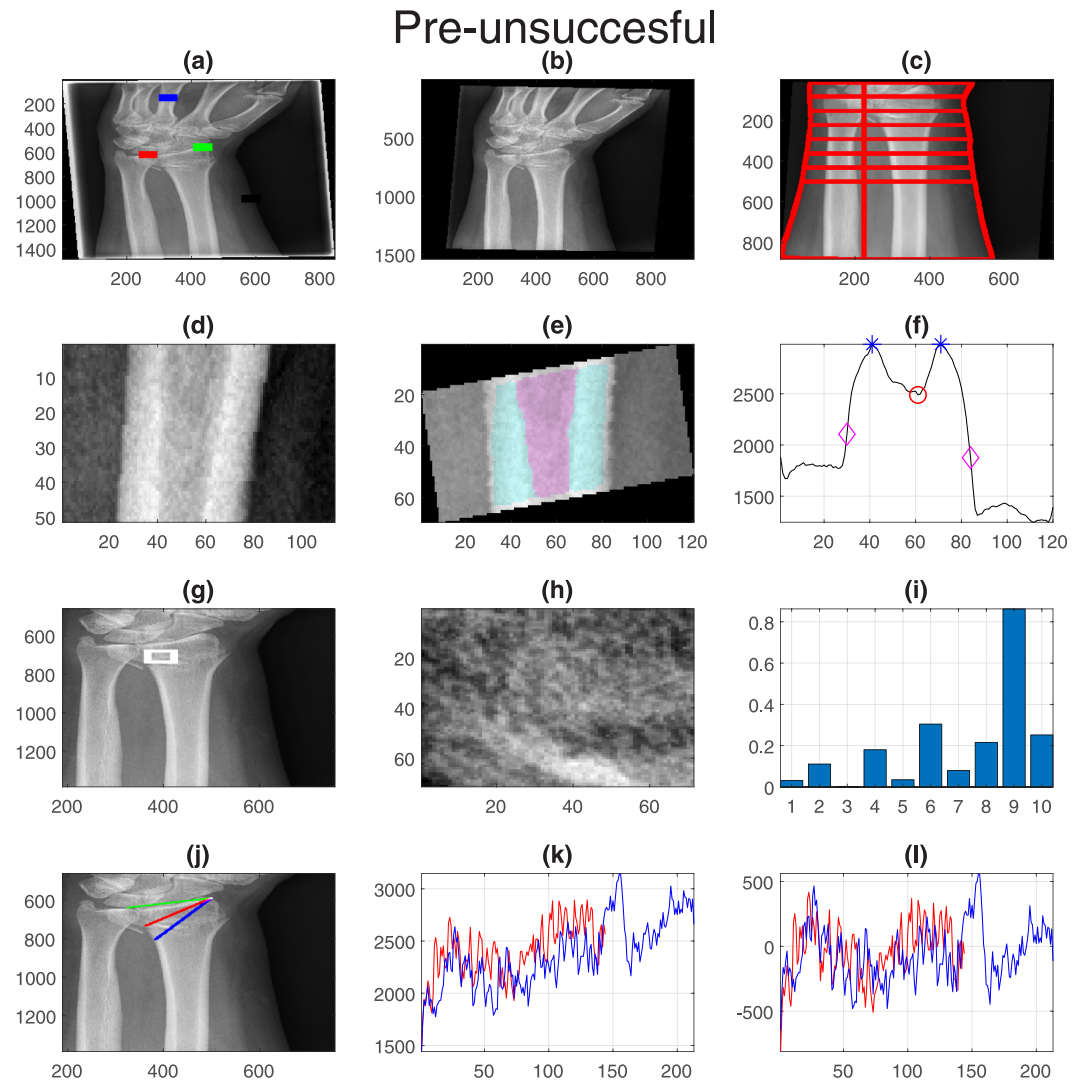 Pre-unsuccesful
(a)
(b)
(c)
200
400
600
800
1000
1200
1400
200 400 600 800
500
1000
1500
200 400 600 800
200
400
600
800
200 400 600
(d)
(e)
(f)
10
20
30
40
50
20 40 60 80 100
20
40
60
20 40 60 80 100 120
2500
2000
1500
20 40 60 80 100 120
(g)
(h)
(i)
600
800
1000
1200
200 400 600
20
40
60
20 40 60
0.8
0.6
0.4
0.2
0
1 2 3 4 5 6 7 8 9 10
(j)
(k)
(l)
600
800
1000
1200
200 400 600
3000
2500
2000
1500
50 100 150 200
500
0
-500
50 100 150 200